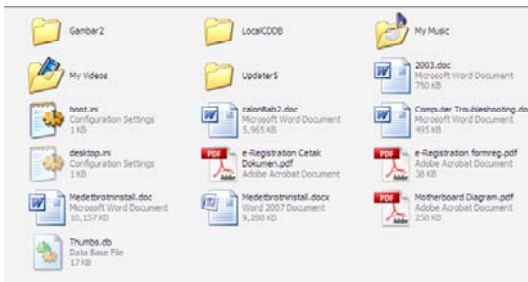 Gambar2
LocalCDDB
My Music
My Videos
Updater5
2003.doc
Microsoft Word Document
750 KB
boot.ini
Configuration Settings
1 KB
calonBab2.doc
Microsoft Word Document
5,965 KB
Computer Troubleshooting.do
Microsoft Word Document
495 KB
desktop.ini
Configuration Settings
1 KB
e-Registration Cetak
Dokumen.pdf
Adobe Acrobat Document
e-Registration formreg.pdf
Adobe Acrobat Document
38 KB
Medetbrotninstall.doc
Microsoft Word Document
10,157 KB
Medetbrotninstall.docx
Word 2007 Document
9,200 KB
Motherboard Diagram.pdf
Adobe Acrobat Document
250 KB
Thumbs.db
Data Base File
17 KB